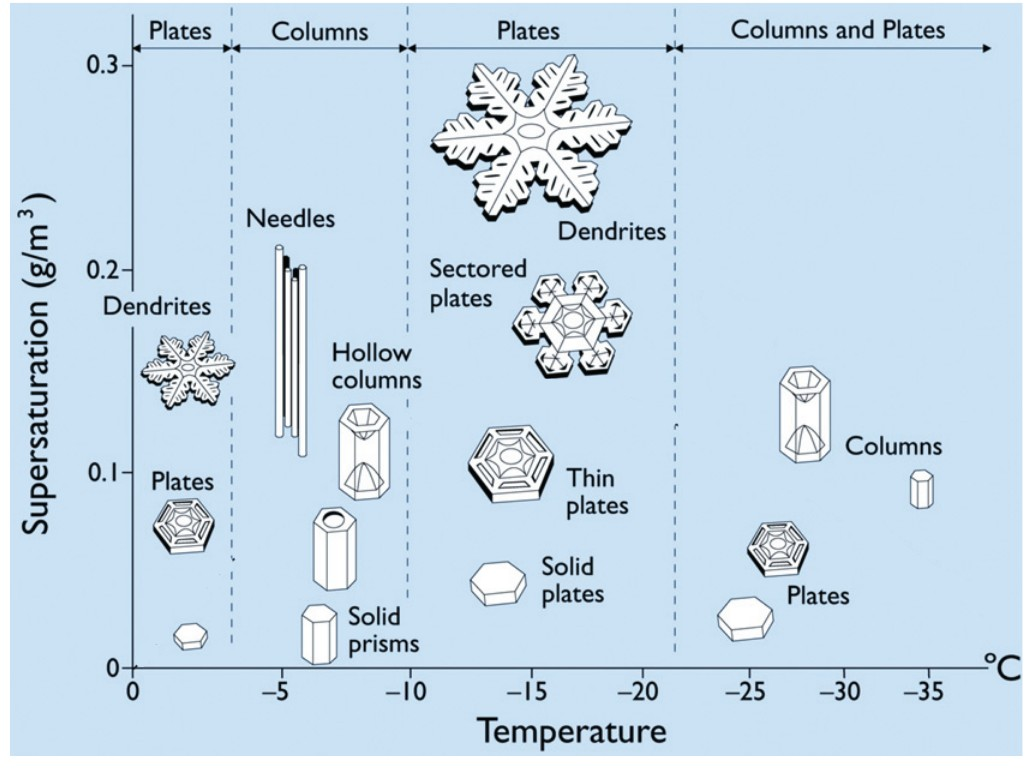 Plates
Columns
Plates
Columns and Plates
0.3
0.2
0.1
0
Supersaturation (g/m³)
Needles
Dendrites
Dendrites
Sectored
plates
Hollow
columns
Columns
Plates
Thin
plates
Solid
plates
Plates
Solid
prisms
°C
0
–5
–10
–15
–20
–25
–30
–35
Temperature